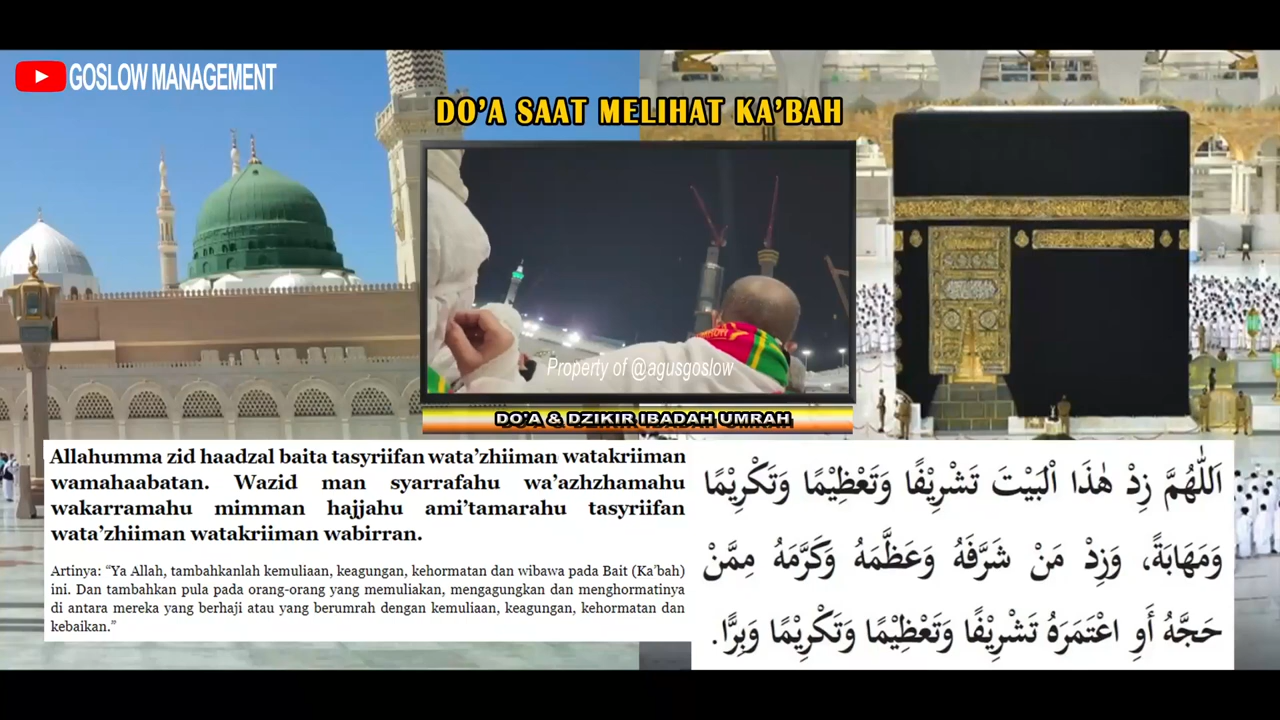 GOSLOW MANAGEMENT
DO’A SAAT MELIHAT KA’BAH
Property of @agusgoslow
DO'A & DZIKIR IBADAH UMRAH
Allahumma zid haadzal baita tasyriifan wata’zhiiman watakriiman
wamahaabatan. Wazid man syarrafahu wa’azhzhamahu
wakarramahu mimman hajjahu ami’tamarahu tasyriifan
wata’zhiiman watakriiman wabirran.
Artinya: “Ya Allah, tambahkanlah kemuliaan, keagungan, kehormatan dan wibawa pada Bait (Ka’bah)
ini. Dan tambahkan pula pada orang-orang yang memuliakan, mengagungkan dan menghormatinya
di antara mereka yang berhaji atau yang berumrah dengan kemuliaan, keagungan, kehormatan dan
kebaikan.”
اَللّٰهُمَّ زِدْ هٰذَا الْبَيْتَ تَشْرِيْفًا وَتَعْظِيْمًا وَتَكْرِيْمًا
وَمَهَابَةً، وَزِدْ مَنْ شَرَّفَهُ وَعَظَّمَهُ وَكَرَّمَهُ مِمَّنْ
حَجَّهُ أَوِ اعْتَمَرَهُ تَشْرِيْفًا وَتَعْظِيْمًا وَتَكْرِيْمًا وَبِرًّا.